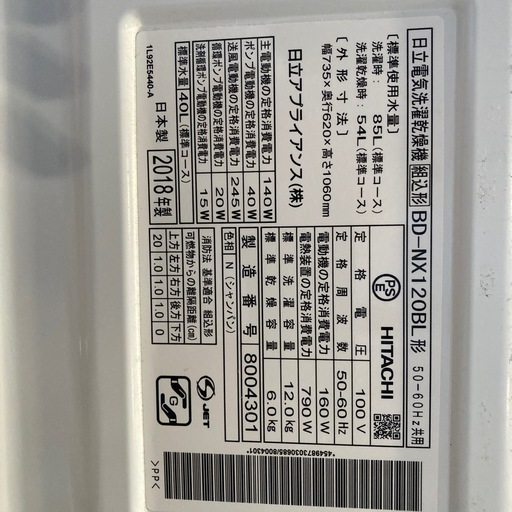 日立電気洗濯乾燥機 組込形 BD-NX120BL形 50-60Hz共用
[標準使用水量]
洗濯時: 85L(標準コース)
洗濯乾燥時: 54L(標準コース)
[外形寸法]
幅735×奥行620×高さ1060mm
日立アプライアンス(株)
主電動機の定格消費電力 140W
ポンプ電動機の定格消費電力 40W
送風電動機の定格消費電力 245W
循環ポンプ電動機の定格消費電力 20W
洗剤循環ポンプ電動機の定格消費電力 15W
標準水量 40L(標準コース)
日本製 2018年製
1L92E5440-A
PSE
HITACHI
定格電圧 100V
定格周波数 50-60Hz
電動機の定格消費電力 160W
電熱装置の定格消費電力 790W
標準洗濯容量 12.0kg
標準乾燥容量 6.0kg
製造番号 8004301
色相 N (シャンパン)
消防法 基準適合 組込形
可燃物からの離隔距離(cm)
上方 左方 右方 後方 下方
20 1.0 1.0 1.0 0
S JET
G
*4549873030685/8004301*
>PP<